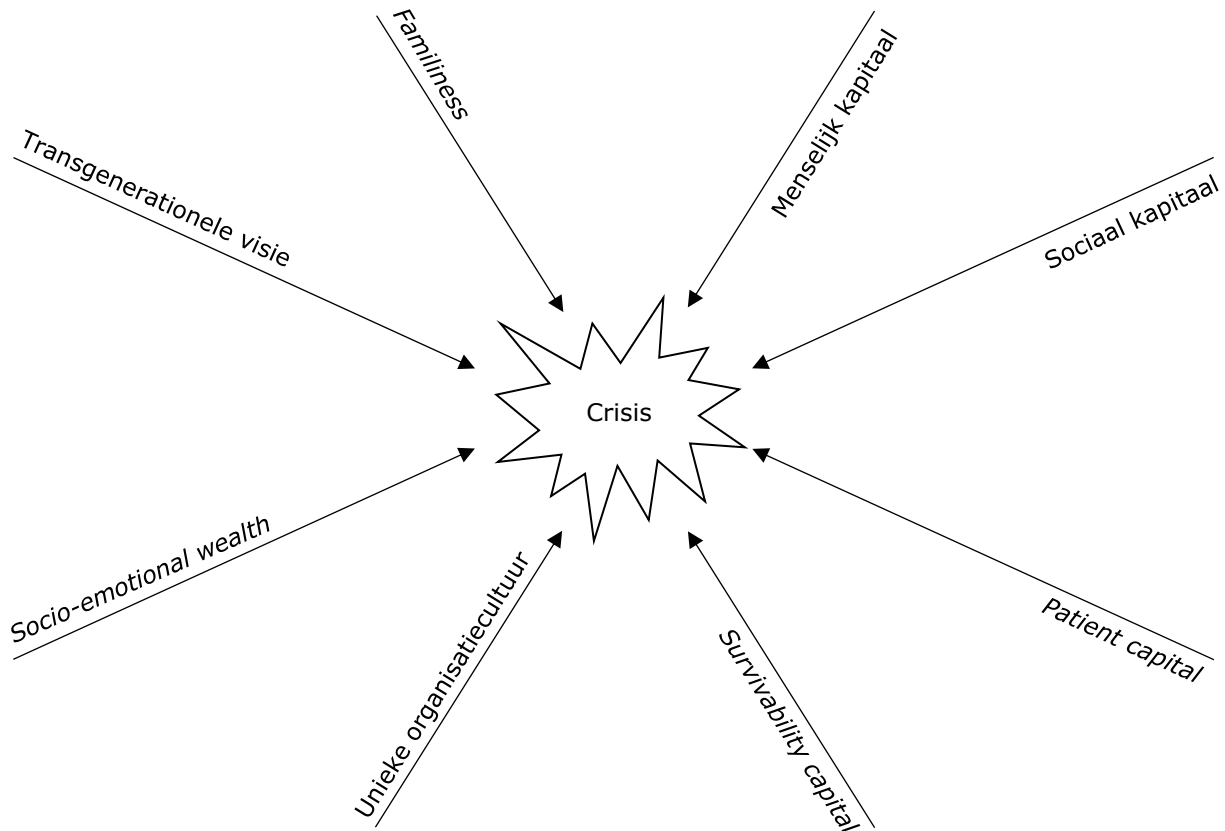 Familiness
Menselijk kapitaal
Transgenerationele visie
Sociaal kapitaal
Crisis
Socio-emotional wealth
Patient capital
Unieke organisatiecultuur
Survivability capital